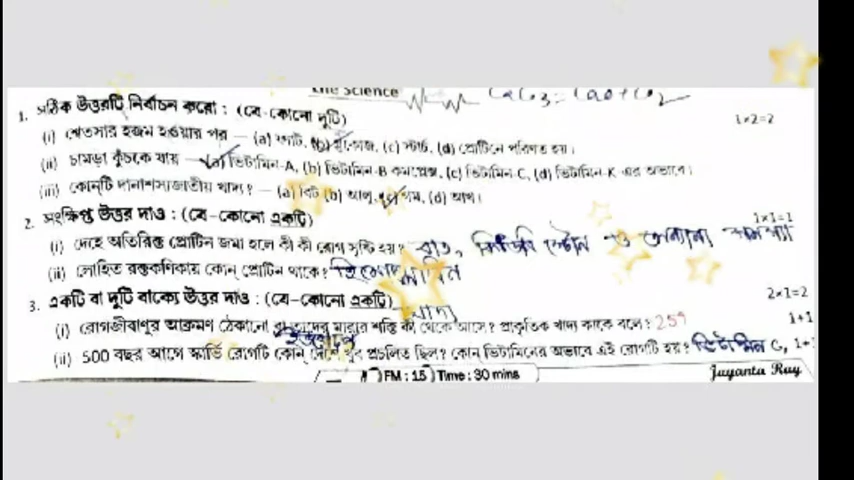 Life Science CaCO₃ = CaO + CO₂
1. সঠিক উত্তরটি নির্বাচন করো : (যে-কোনো দুটি) 1×2=2
(i) শ্বেতসার হজম হওয়ার পর — (a) ফ্যাট, (b) গ্লুকোজ, (c) স্টার্চ, (d) প্রোটিনে পরিণত হয়।
(ii) চামড়া কুঁচকে যায় — (a) ভিটামিন-A, (b) ভিটামিন-B কমপ্লেক্স, (c) ভিটামিন-C, (d) ভিটামিন-K এর অভাবে।
(iii) কোন্‌টি দানাশস্যজাতীয় খাদ্য? — (a) বিট (b) আলু, (c) গম, (d) আখ।
2. সংক্ষিপ্ত উত্তর দাও : (যে-কোনো একটি) 1×1=1
(i) দেহে অতিরিক্ত প্রোটিন জমা হলে কী কী রোগ সৃষ্টি হয়? বাত, স্টোন ও অন্যান্য সমস্যা
(ii) লোহিত রক্তকণিকায় কোন্ প্রোটিন থাকে? হিমোগ্লোবিন
3. একটি বা দুটি বাক্যে উত্তর দাও : (যে-কোনো একটি) খাদ্য 2×1=2
(i) রোগজীবাণুর আক্রমণ ঠেকানো বা তাদের মারার শক্তি কী থেকে আসে? প্রাকৃতিক খাদ্য কাকে বলে? 1+1
(ii) 500 বছর আগে স্কার্ভি রোগটি কোন্ দেশে খুব প্রচলিত ছিল? কোন ভিটামিনের অভাবে এই রোগটি হয়? ভিটামিন C, 1+1
FM : 15 Time : 30 mins Jayanta Ray